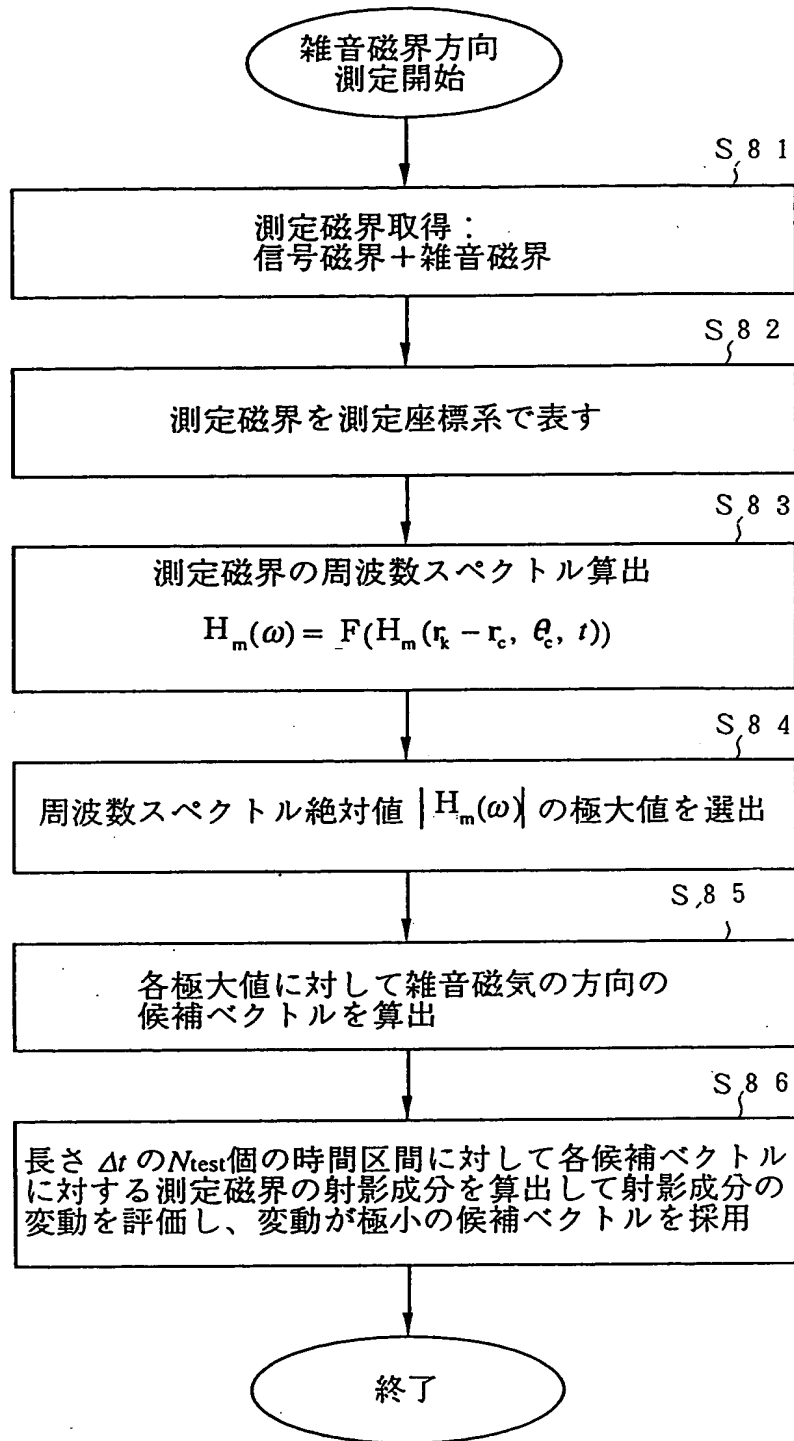 雑音磁界方向
測定開始
S81
測定磁界取得：
信号磁界＋雑音磁界
S82
測定磁界を測定座標系で表す
S83
測定磁界の周波数スペクトル算出
Hm(ω) = F(Hm(rk − rc, θc, t))
S84
周波数スペクトル絶対値 |Hm(ω)| の極大値を選出
S85
各極大値に対して雑音磁気の方向の
候補ベクトルを算出
S86
長さ Δt のNtest個の時間区間に対して各候補ベクトル
に対する測定磁界の射影成分を算出して射影成分の
変動を評価し、変動が極小の候補ベクトルを採用
終了